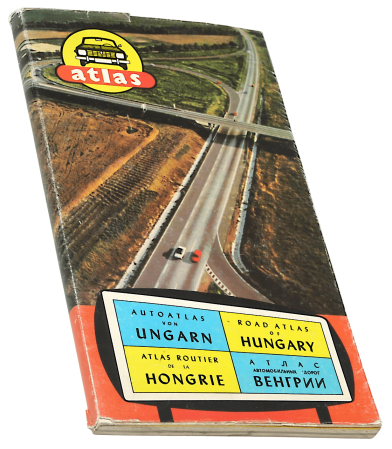 atlas
AUTOATLAS
VON
UNGARN
ROAD ATLAS
OF
HUNGARY
ATLAS ROUTIER
DE LA
HONGRIE
АТЛАС
АВТОМОБИЛЬНЫХ ДОРОГ
ВЕНГРИИ